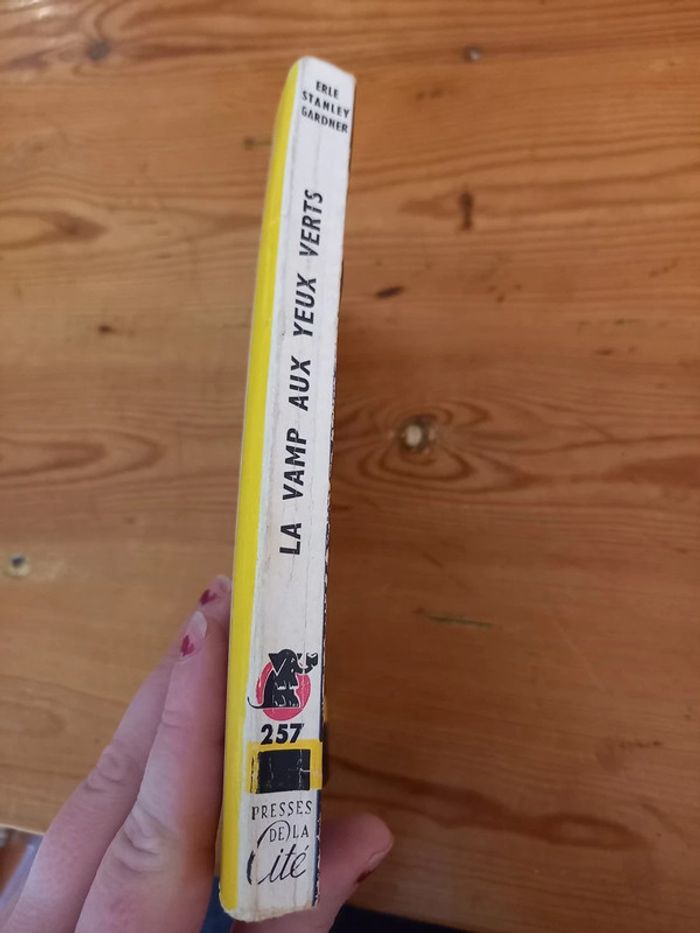 ERLE
STANLEY
GARDNER
LA VAMP AUX YEUX VERTS
257
PRESSES
DE LA
Cité